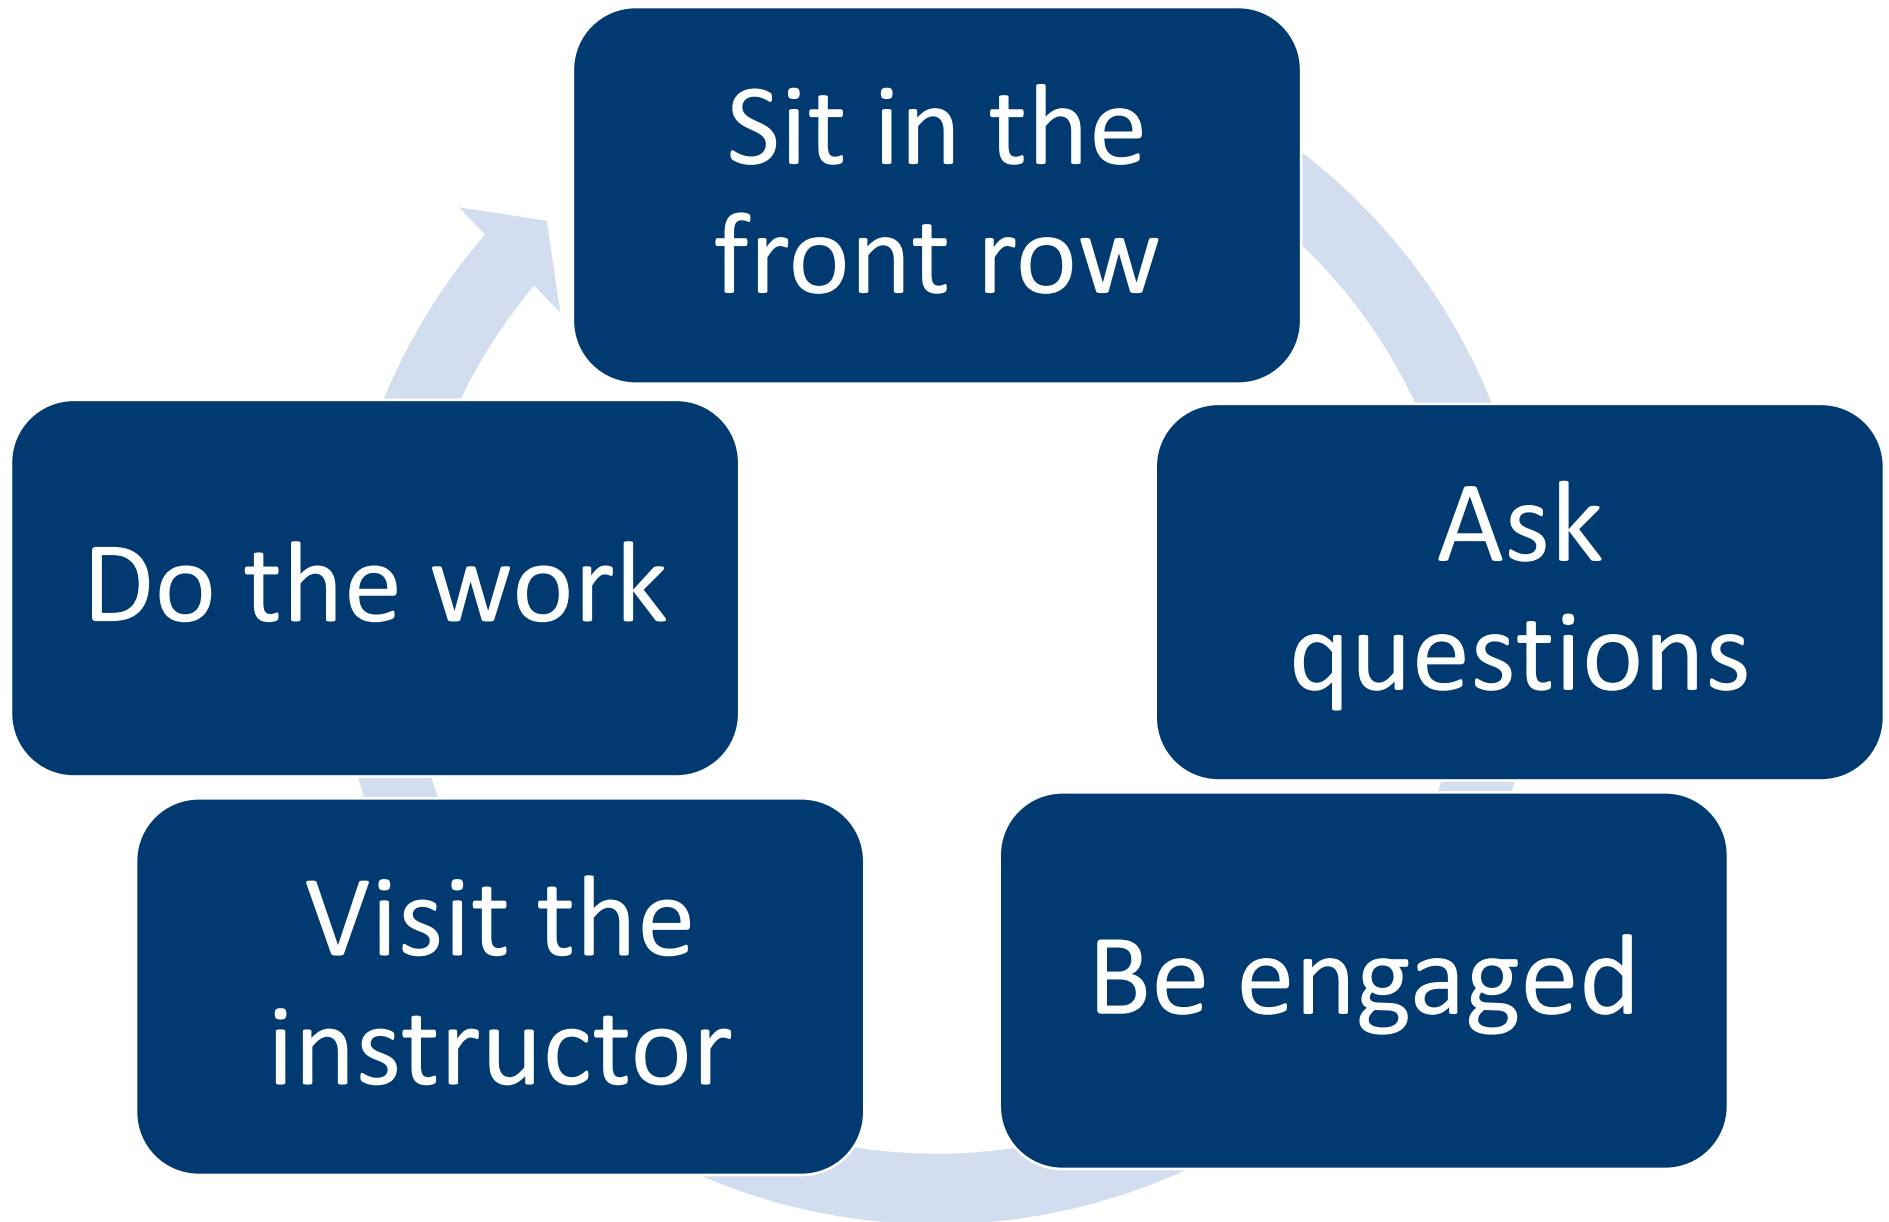 Sit in the
front row
Ask
questions
Be engaged
Visit the
instructor
Do the work